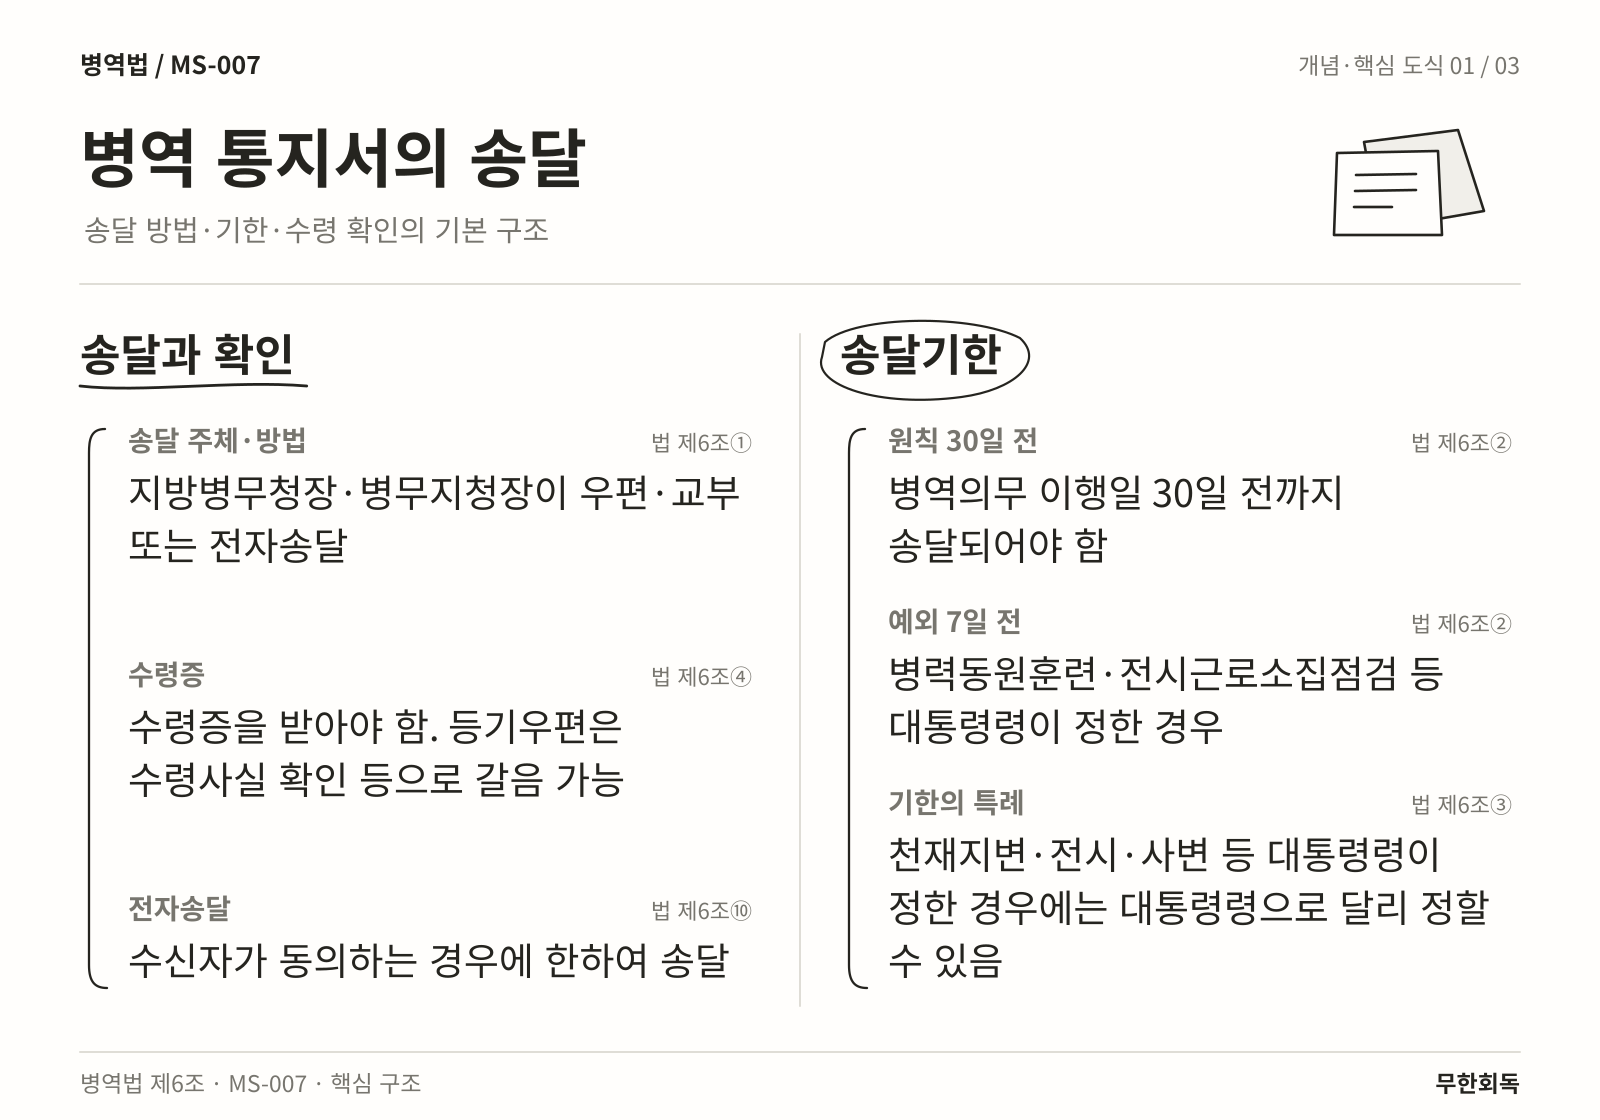 병역법 / MS-007
개념·핵심 도식 01 / 03
병역 통지서의 송달
송달 방법·기한·수령 확인의 기본 구조
송달과 확인
송달 주체·방법
법 제6조①
지방병무청장·병무지청장이 우편·교부
또는 전자송달
수령증
법 제6조④
수령증을 받아야 함. 등기우편은
수령사실 확인 등으로 갈음 가능
전자송달
법 제6조⑩
수신자가 동의하는 경우에 한하여 송달
송달기한
원칙 30일 전
법 제6조②
병역의무 이행일 30일 전까지
송달되어야 함
예외 7일 전
법 제6조②
병력동원훈련·전시근로소집점검 등
대통령령이 정한 경우
기한의 특례
법 제6조③
천재지변·전시·사변 등 대통령령이
정한 경우에는 대통령령으로 달리 정할
수 있음
병역법 제6조 · MS-007 · 핵심 구조
무한회독